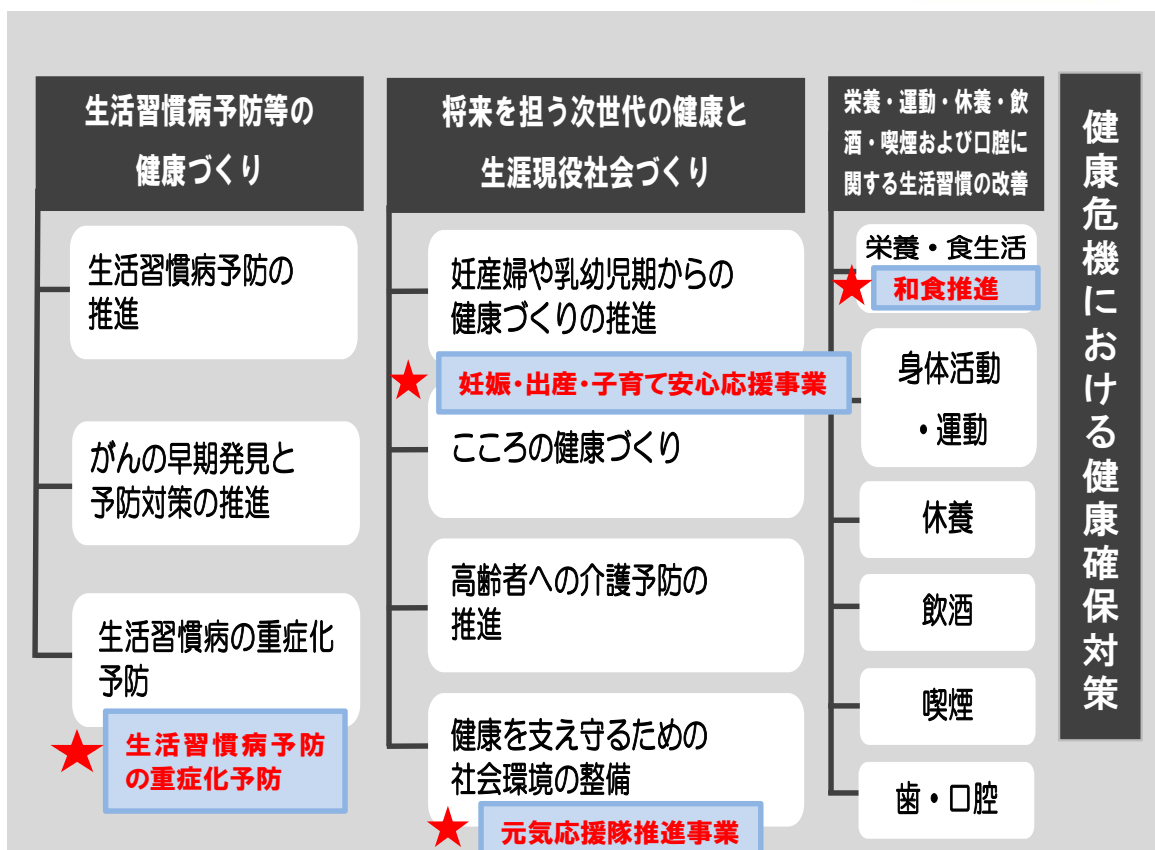 生活習慣病予防等の
健康づくり
生活習慣病予防の
推進
がんの早期発見と
予防対策の推進
生活習慣病の重症化
予防
生活習慣病予防
の重症化予防
将来を担う次世代の健康と
生涯現役社会づくり
妊産婦や乳幼児期からの
健康づくりの推進
妊娠・出産・子育て安心応援事業
こころの健康づくり
高齢者への介護予防の
推進
健康を支え守るための
社会環境の整備
元気応援隊推進事業
栄養・運動・休養・飲
酒・喫煙および口腔に
関する生活習慣の改善
栄養・食生活
和食推進
身体活動
・運動
休養
飲酒
喫煙
歯・口腔
健康危機における健康確保対策